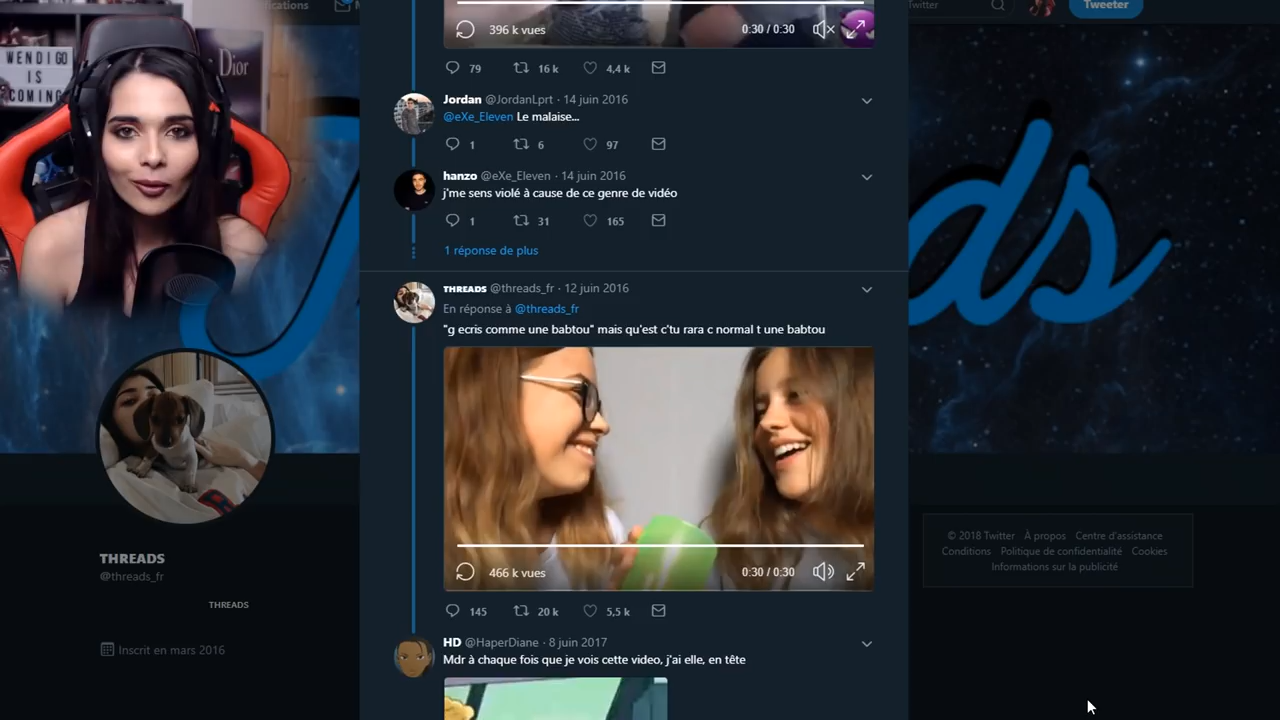 fications
Twitter
Tweeter
WENDIGO
IS
COMING
Dior
396 k vues
0:30 / 0:30
79
16 k
4,4 k
Jordan @JordanLprt · 14 juin 2016
@eXe_Eleven Le malaise...
1
6
97
hanzo @eXe_Eleven · 14 juin 2016
j'me sens violé à cause de ce genre de vidéo
1
31
165
1 réponse de plus
THREADS @threads_fr · 12 juin 2016
En réponse à @threads_fr
"g ecris comme une babtou" mais qu'est c'tu rara c normal t une babtou
466 k vues
0:30 / 0:30
145
20 k
5,5 k
HD @HaperDiane · 8 juin 2017
Mdr à chaque fois que je vois cette video, j'ai elle, en tête
ds
THREADS
@threads_fr
THREADS
Inscrit en mars 2016
© 2018 Twitter À propos Centre d'assistance
Conditions Politique de confidentialité Cookies
Informations sur la publicité